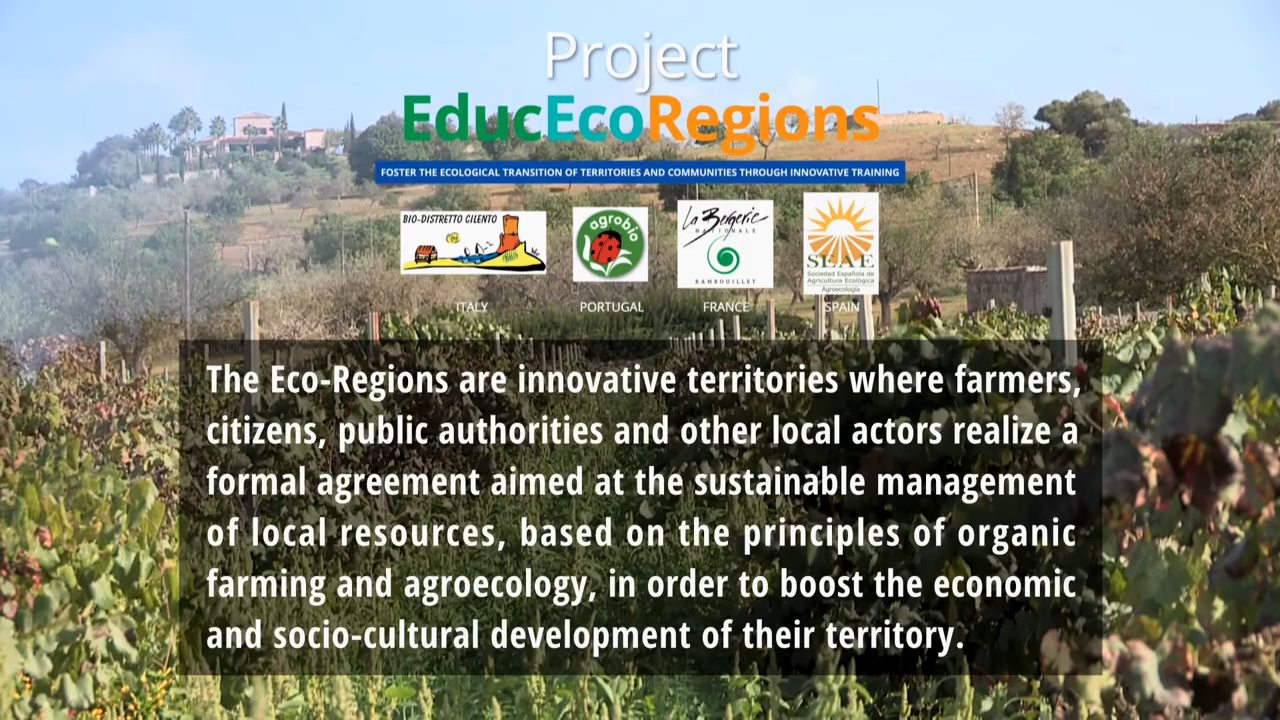 Project
EducEcoRegions
FOSTER THE ECOLOGICAL TRANSITION OF TERRITORIES AND COMMUNITIES THROUGH INNOVATIVE TRAINING
BIO-DISTRETTO CILENTO
agrobio
La Bergerie
NATIONALE
RAMBOUILLET
SEAE
Sociedad Española de
Agricultura Ecológica
Agroecología
ITALY
PORTUGAL
FRANCE
SPAIN
The Eco-Regions are innovative territories where farmers,
citizens, public authorities and other local actors realize a
formal agreement aimed at the sustainable management
of local resources, based on the principles of organic
farming and agroecology, in order to boost the economic
and socio-cultural development of their territory.